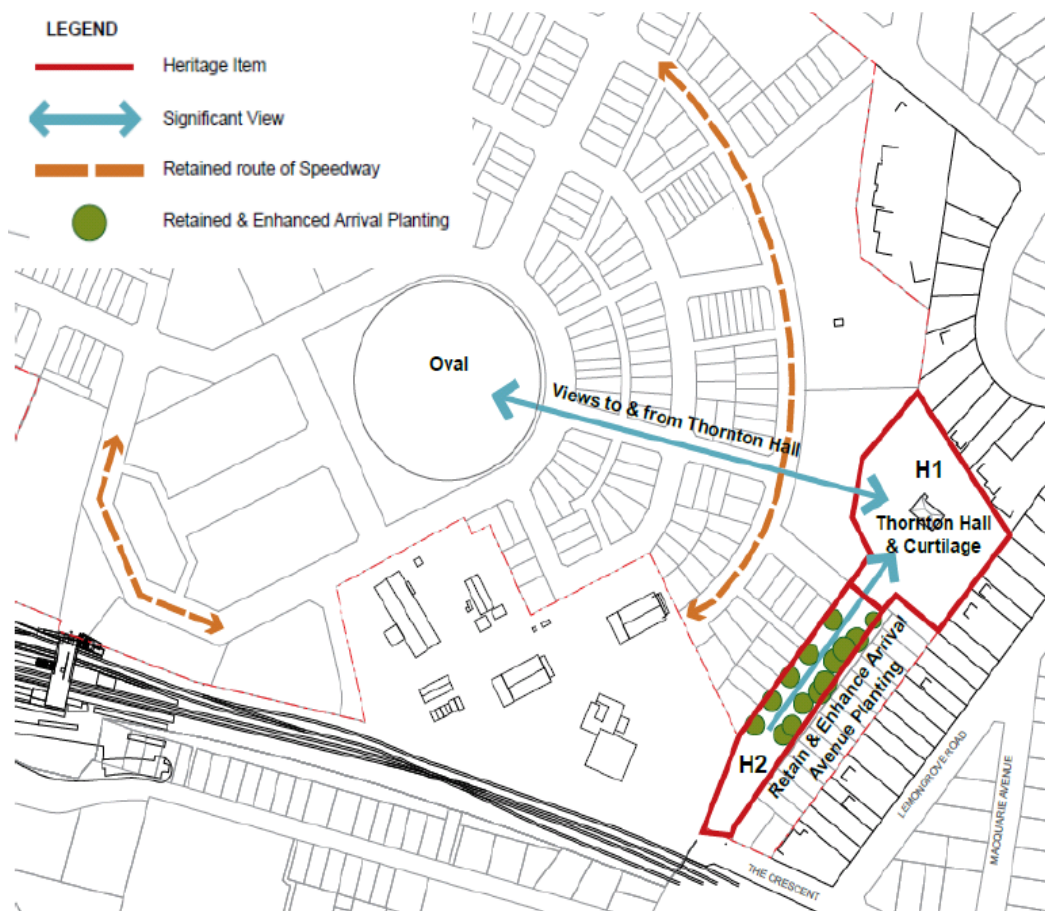 LEGEND
Heritage Item
Significant View
Retained route of Speedway
Retained & Enhanced Arrival Planting
Oval
Views to & from Thornton Hall
H1
Thornton Hall
& Curtilage
H2
Retain & Enhance Arrival
Avenue Planting
LEMONGROVE ROAD
MACQUARIE AVENUE
THE CRESCENT